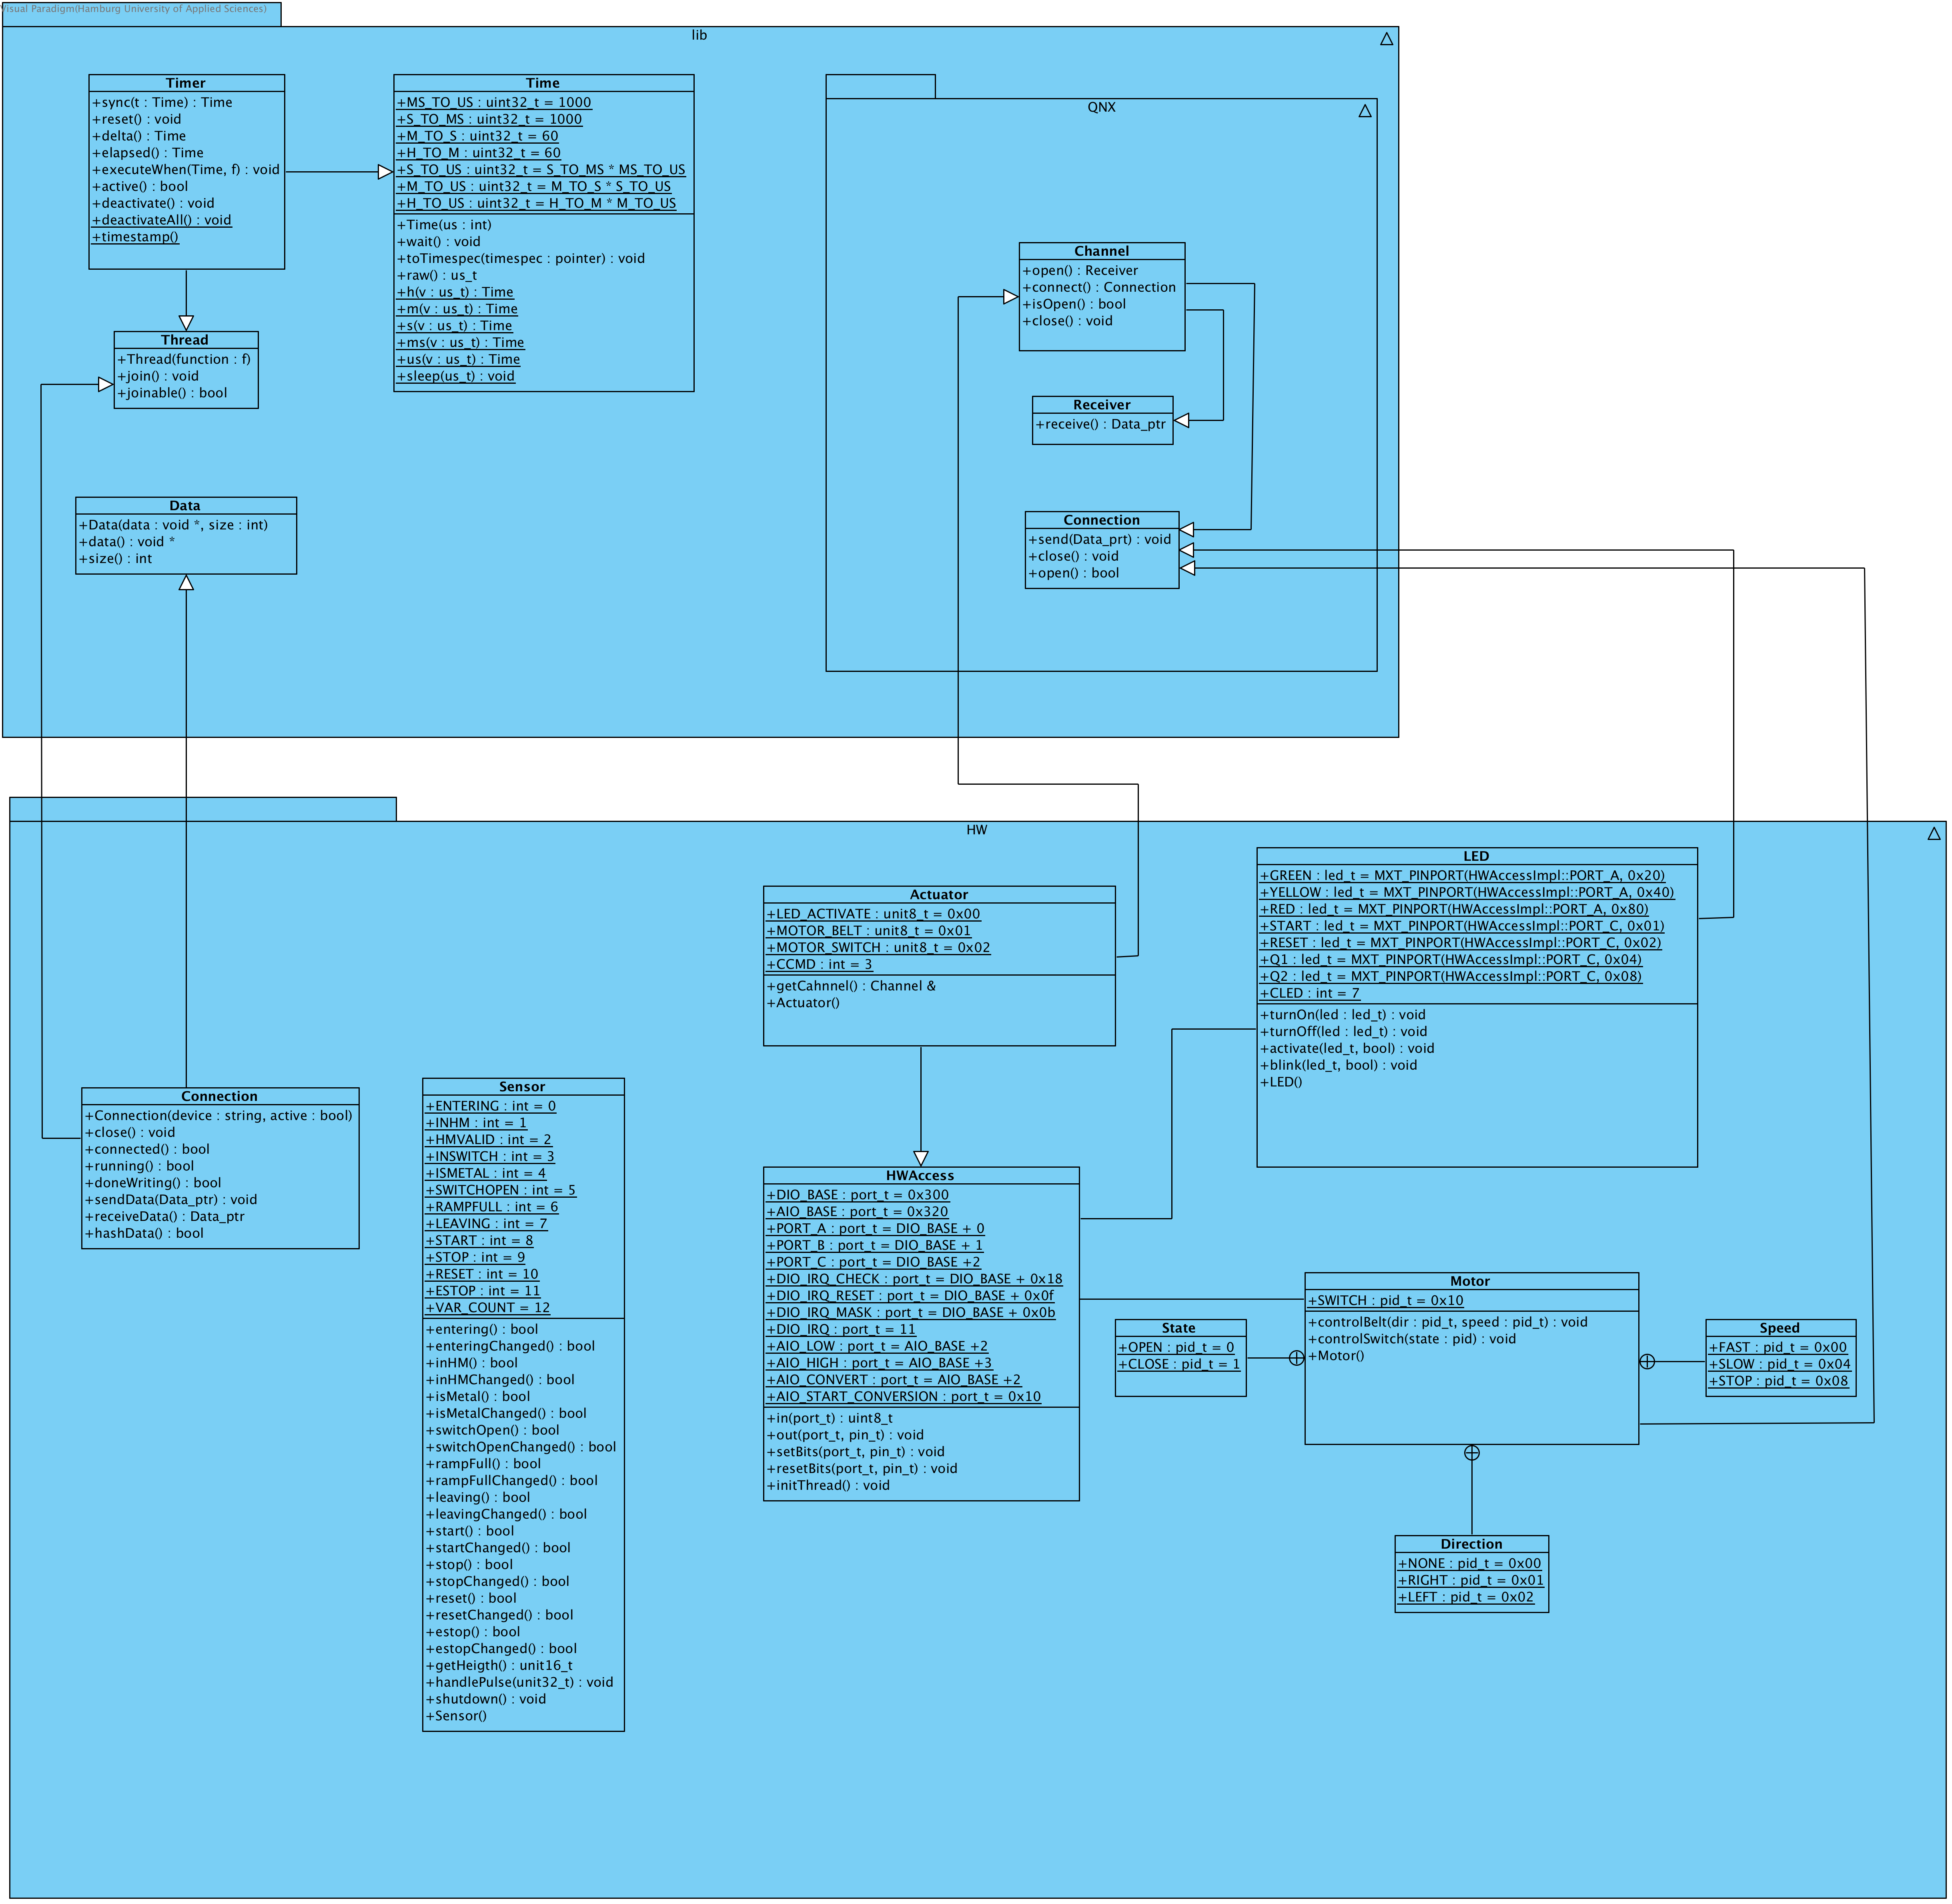 Visual Paradigm(Hamburg University of Applied Sciences)
lib
Timer
+sync(t : Time) : Time
+reset() : void
+delta() : Time
+elapsed() : Time
+executeWhen(Time, f) : void
+active() : bool
+deactivate() : void
+deactivateAll() : void
+timestamp()
Time
+MS_TO_US : uint32_t = 1000
+S_TO_MS : uint32_t = 1000
+M_TO_S : uint32_t = 60
+H_TO_M : uint32_t = 60
+S_TO_US : uint32_t = S_TO_MS * MS_TO_US
+M_TO_US : uint32_t = M_TO_S * S_TO_US
+H_TO_US : uint32_t = H_TO_M * M_TO_US
+Time(us : int)
+wait() : void
+toTimespec(timespec : pointer) : void
+raw() : us_t
+h(v : us_t) : Time
+m(v : us_t) : Time
+s(v : us_t) : Time
+ms(v : us_t) : Time
+us(v : us_t) : Time
+sleep(us_t) : void
QNX
Channel
+open() : Receiver
+connect() : Connection
+isOpen() : bool
+close() : void
Thread
+Thread(function : f)
+join() : void
+joinable() : bool
Receiver
+receive() : Data_ptr
Data
+Data(data : void *, size : int)
+data() : void *
+size() : int
Connection
+send(Data_prt) : void
+close() : void
+open() : bool
HW
Actuator
+LED_ACTIVATE : unit8_t = 0x00
+MOTOR_BELT : unit8_t = 0x01
+MOTOR_SWITCH : unit8_t = 0x02
+CCMD : int = 3
+getCahnnel() : Channel &
+Actuator()
LED
+GREEN : led_t = MXT_PINPORT(HWAccessImpl::PORT_A, 0x20)
+YELLOW : led_t = MXT_PINPORT(HWAccessImpl::PORT_A, 0x40)
+RED : led_t = MXT_PINPORT(HWAccessImpl::PORT_A, 0x80)
+START : led_t = MXT_PINPORT(HWAccessImpl::PORT_C, 0x01)
+RESET : led_t = MXT_PINPORT(HWAccessImpl::PORT_C, 0x02)
+Q1 : led_t = MXT_PINPORT(HWAccessImpl::PORT_C, 0x04)
+Q2 : led_t = MXT_PINPORT(HWAccessImpl::PORT_C, 0x08)
+CLED : int = 7
+turnOn(led : led_t) : void
+turnOff(led : led_t) : void
+activate(led_t, bool) : void
+blink(led_t, bool) : void
+LED()
Connection
+Connection(device : string, active : bool)
+close() : void
+connected() : bool
+running() : bool
+doneWriting() : bool
+sendData(Data_ptr) : void
+receiveData() : Data_ptr
+hashData() : bool
Sensor
+ENTERING : int = 0
+INHM : int = 1
+HMVALID : int = 2
+INSWITCH : int = 3
+ISMETAL : int = 4
+SWITCHOPEN : int = 5
+RAMPFULL : int = 6
+LEAVING : int = 7
+START : int = 8
+STOP : int = 9
+RESET : int = 10
+ESTOP : int = 11
+VAR_COUNT = 12
+entering() : bool
+enteringChanged() : bool
+inHM() : bool
+inHMChanged() : bool
+isMetal() : bool
+isMetalChanged() : bool
+switchOpen() : bool
+switchOpenChanged() : bool
+rampFull() : bool
+rampFullChanged() : bool
+leaving() : bool
+leavingChanged() : bool
+start() : bool
+startChanged() : bool
+stop() : bool
+stopChanged() : bool
+reset() : bool
+resetChanged() : bool
+estop() : bool
+estopChanged() : bool
+getHeigth() : unit16_t
+handlePulse(unit32_t) : void
+shutdown() : void
+Sensor()
HWAccess
+DIO_BASE : port_t = 0x300
+AIO_BASE : port_t = 0x320
+PORT_A : port_t = DIO_BASE + 0
+PORT_B : port_t = DIO_BASE + 1
+PORT_C : port_t = DIO_BASE +2
+DIO_IRQ_CHECK : port_t = DIO_BASE + 0x18
+DIO_IRQ_RESET : port_t = DIO_BASE + 0x0f
+DIO_IRQ_MASK : port_t = DIO_BASE + 0x0b
+DIO_IRQ : port_t = 11
+AIO_LOW : port_t = AIO_BASE +2
+AIO_HIGH : port_t = AIO_BASE +3
+AIO_CONVERT : port_t = AIO_BASE +2
+AIO_START_CONVERSION : port_t = 0x10
+in(port_t) : uint8_t
+out(port_t, pin_t) : void
+setBits(port_t, pin_t) : void
+resetBits(port_t, pin_t) : void
+initThread() : void
Motor
+SWITCH : pid_t = 0x10
+controlBelt(dir : pid_t, speed : pid_t) : void
+controlSwitch(state : pid) : void
+Motor()
State
+OPEN : pid_t = 0
+CLOSE : pid_t = 1
Speed
+FAST : pid_t = 0x00
+SLOW : pid_t = 0x04
+STOP : pid_t = 0x08
Direction
+NONE : pid_t = 0x00
+RIGHT : pid_t = 0x01
+LEFT : pid_t = 0x02